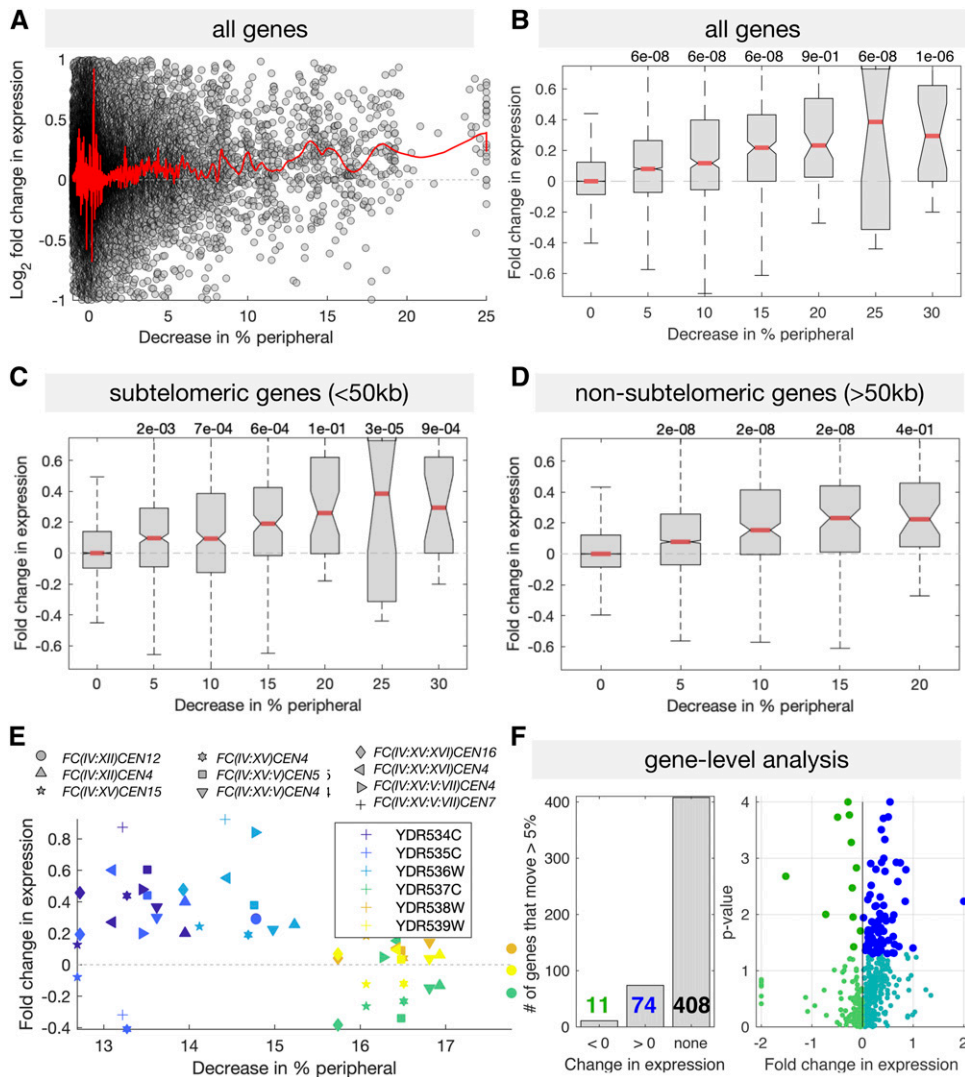 A
all genes
Log2 fold change in expression
1
0.5
0
-0.5
-1
0 5 10 15 20 25
Decrease in % peripheral
B
all genes
6e-08 6e-08 6e-08 9e-01 6e-08 1e-06
Fold change in expression
0.6
0.4
0.2
0
-0.2
-0.4
-0.6
0 5 10 15 20 25 30
Decrease in % peripheral
C
subtelomeric genes (<50kb)
2e-03 7e-04 6e-04 1e-01 3e-05 9e-04
Fold change in expression
0.6
0.4
0.2
0
-0.2
-0.4
-0.6
0 5 10 15 20 25 30
Decrease in % peripheral
D
non-subtelomeric genes (>50kb)
2e-08 2e-08 2e-08 4e-01
Fold change in expression
0.6
0.4
0.2
0
-0.2
-0.4
-0.6
0 5 10 15 20
Decrease in % peripheral
E
FC(IV:XII)CEN12
FC(IV:XII)CEN4
FC(IV:XV)CEN15
FC(IV:XV)CEN4
FC(IV:XV:V)CEN5
FC(IV:XV:V)CEN4
FC(IV:XV:XVI)CEN16
FC(IV:XV:XVI)CEN4
FC(IV:XV:V:VII)CEN4
FC(IV:XV:V:VII)CEN7
YDR534C
YDR535C
YDR536W
YDR537C
YDR538W
YDR539W
Fold change in expression
0.8
0.6
0.4
0.2
0
-0.2
-0.4
13 14 15 16 17
Decrease in % peripheral
F
gene-level analysis
# of genes that move > 5%
400
300
200
100
0
11 74 408
< 0 > 0 none
Change in expression
p-value
4
3
2
1
0
-2 -1 0 1 2
Fold change in expression